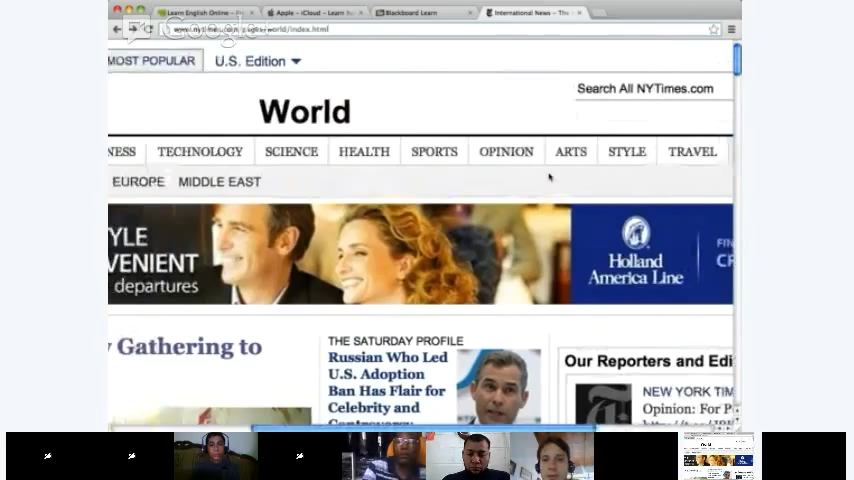 Learn English Online –
Apple – iCloud – Learn
Blackboard Learn
International News – The
Google
MOST POPULAR
U.S. Edition
World
Search All NYTimes.com
NESS TECHNOLOGY SCIENCE HEALTH SPORTS OPINION ARTS STYLE TRAVEL
EUROPE MIDDLE EAST
YLE
VENIENT
departures
Holland
America Line
FIN
CR
Gathering to
THE SATURDAY PROFILE
Russian Who Led
U.S. Adoption
Ban Has Flair for
Celebrity and
Our Reporters and Edi
NEW YORK TIM
Opinion: For P